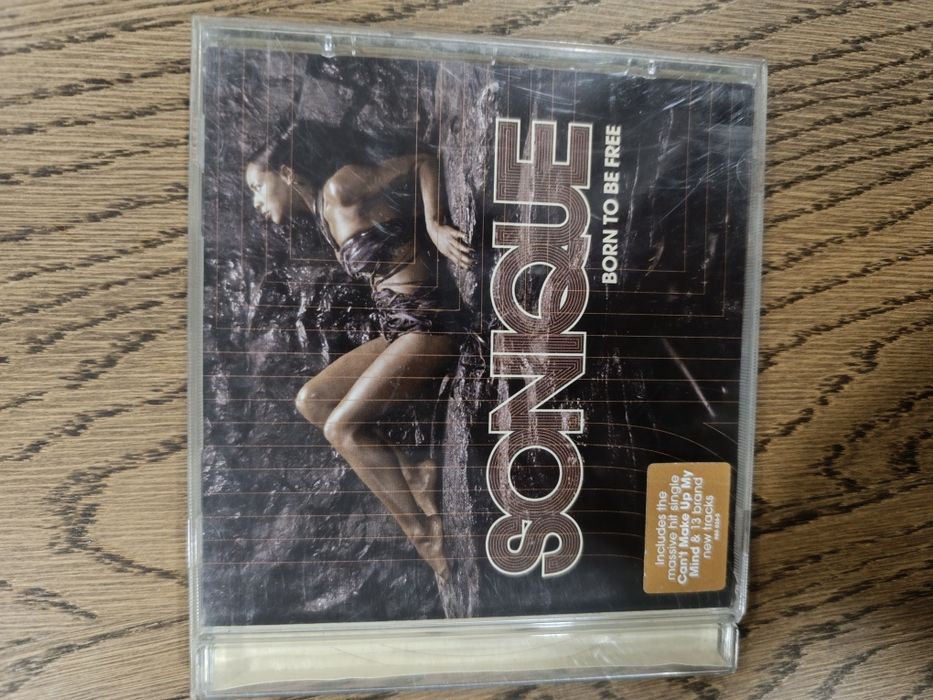 SONIQUE
BORN TO BE FREE
Includes the
massive hit single
Can't Make Up My
Mind & 13 brand
new tracks